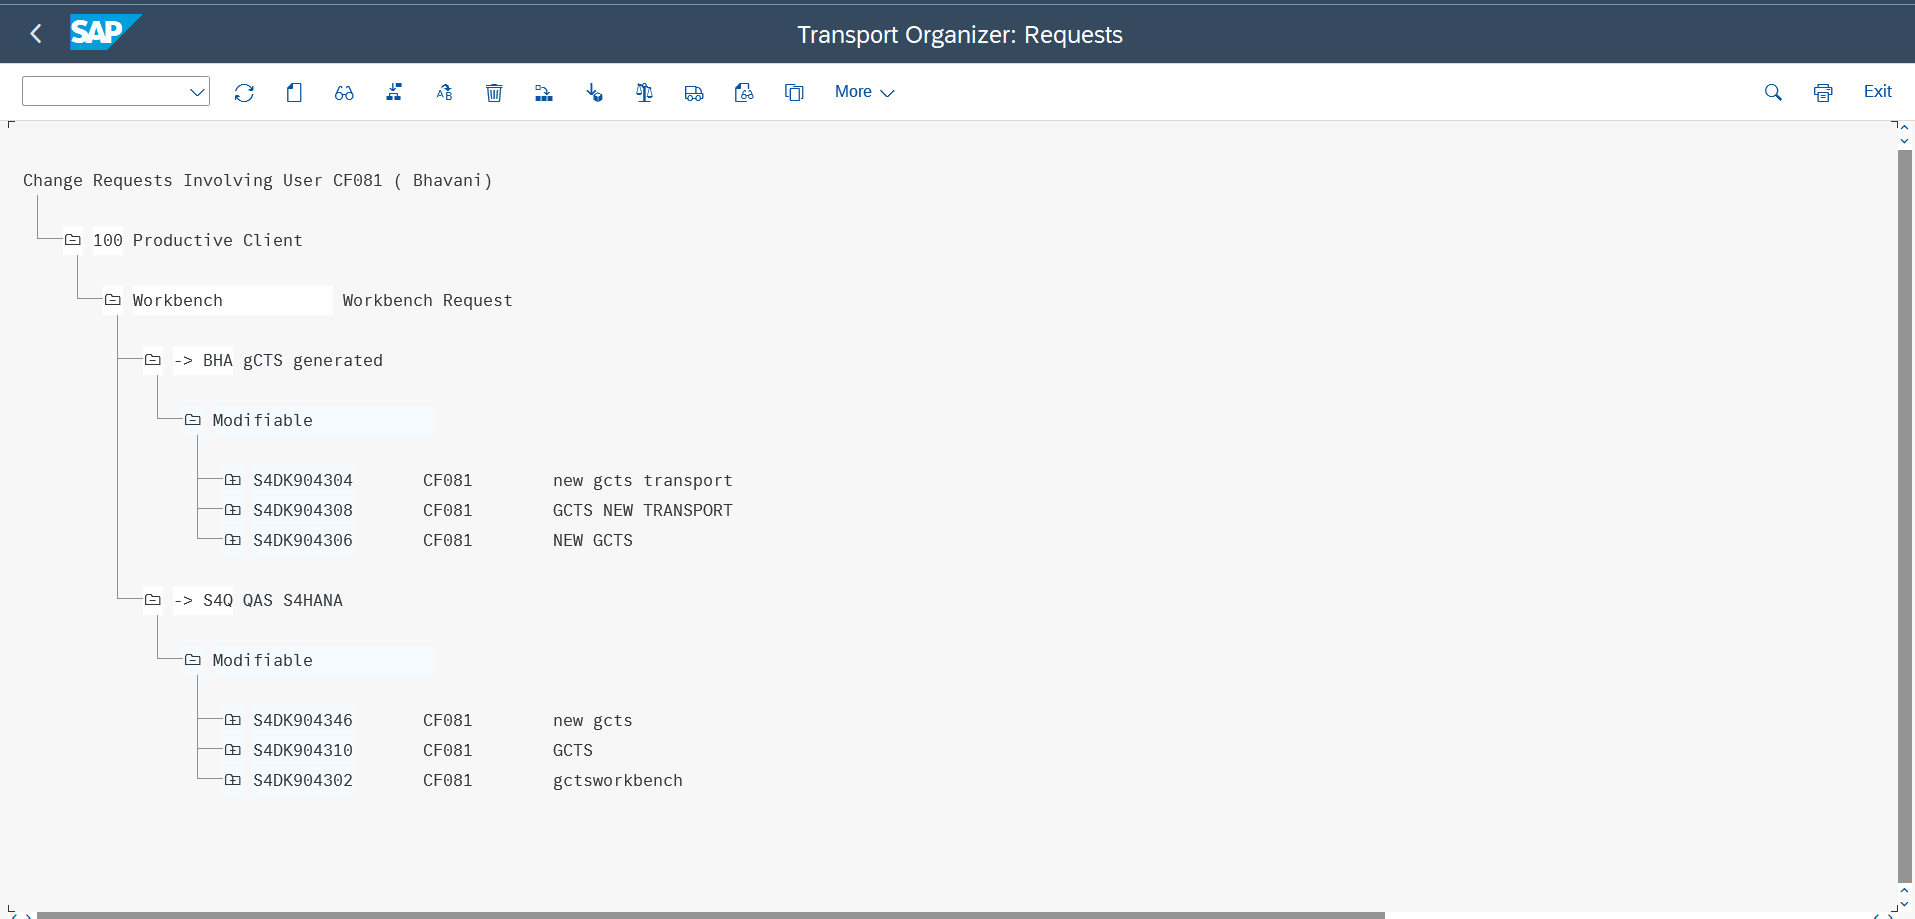 SAP
Transport Organizer: Requests
More
Exit
Change Requests Involving User CF081 ( Bhavani)
100 Productive Client
Workbench Workbench Request
-> BHA gCTS generated
Modifiable
S4DK904304 CF081 new gcts transport
S4DK904308 CF081 GCTS NEW TRANSPORT
S4DK904306 CF081 NEW GCTS
-> S4Q QAS S4HANA
Modifiable
S4DK904346 CF081 new gcts
S4DK904310 CF081 GCTS
S4DK904302 CF081 gctsworkbench